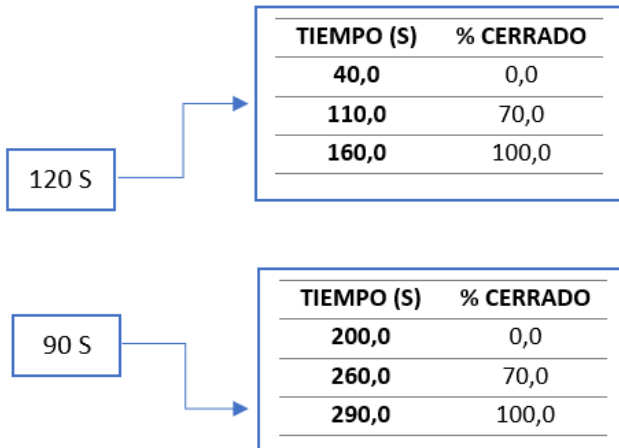 TIEMPO (S) % CERRADO
40,0 0,0
110,0 70,0
160,0 100,0
120 S
TIEMPO (S) % CERRADO
200,0 0,0
260,0 70,0
290,0 100,0
90 S